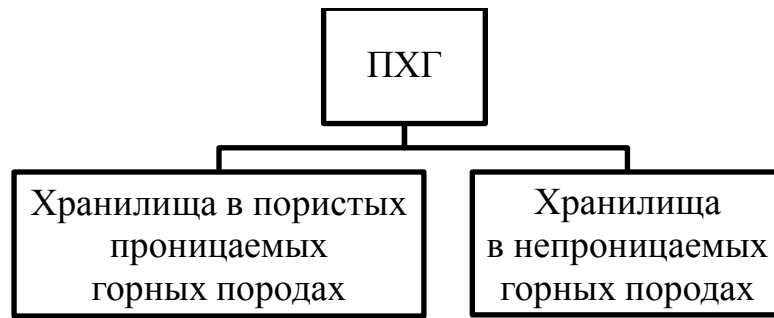 ПХГ
Хранилища в пористых
проницаемых
горных породах
Хранилища
в непроницаемых
горных породах